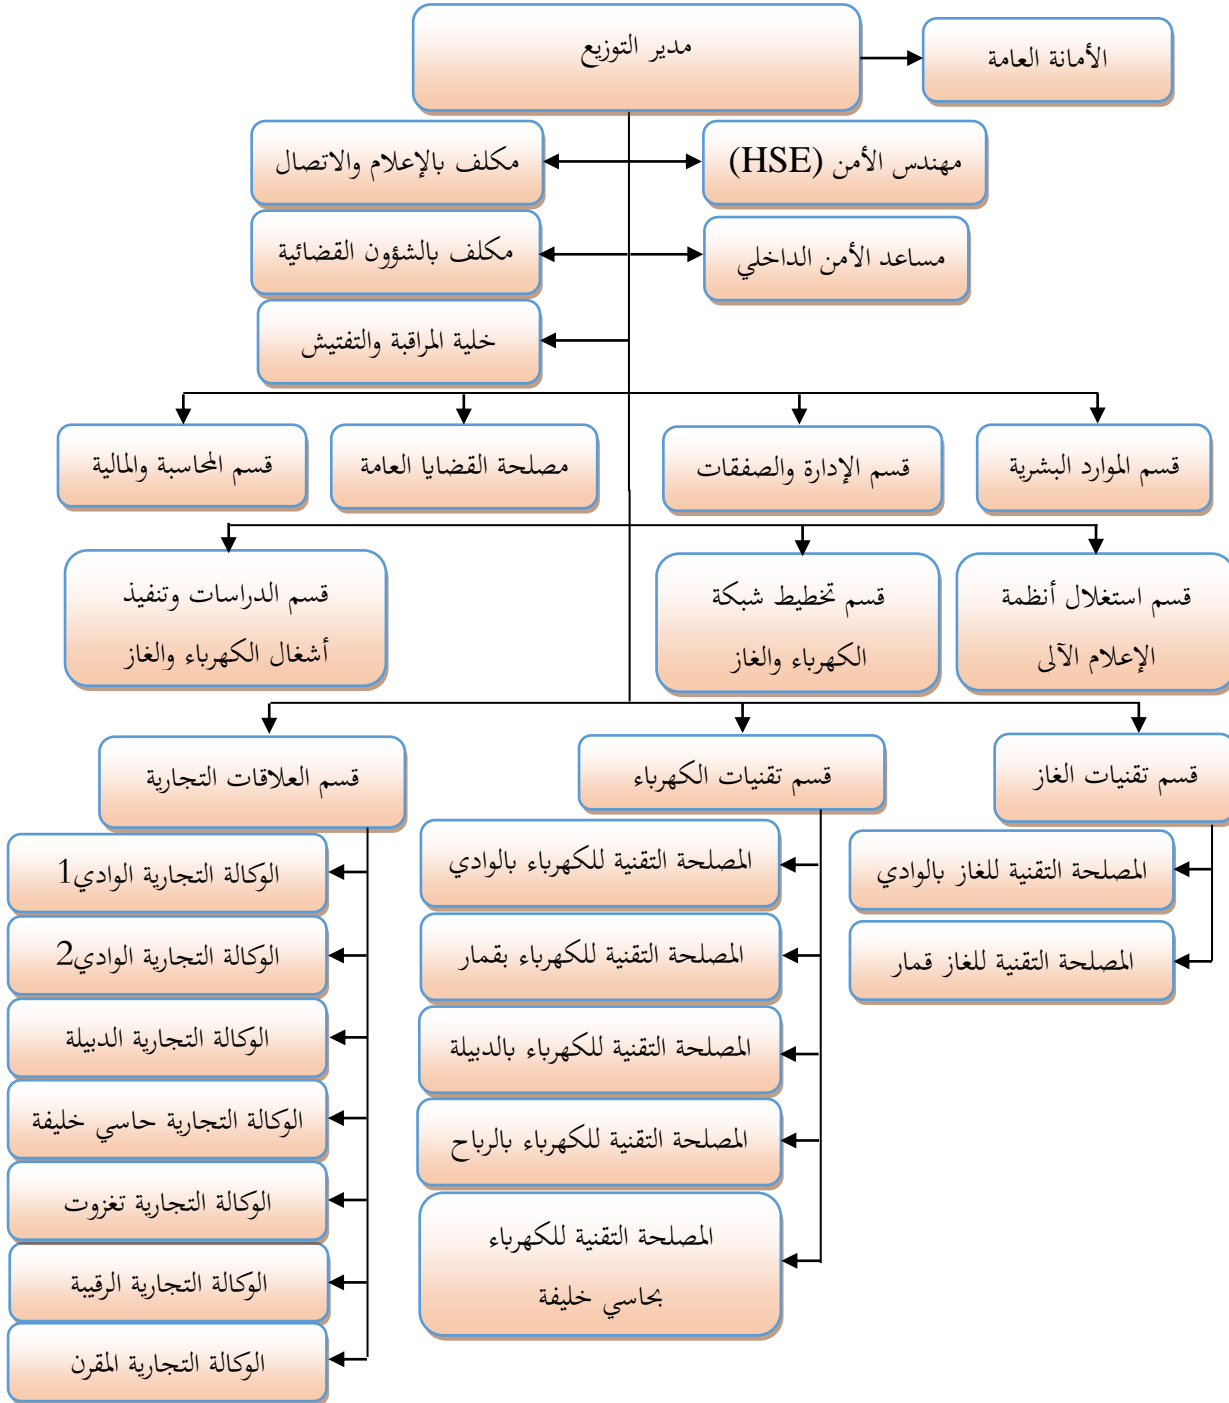 مدير التوزيع
الأمانة العامة
مهندس الأمن (HSE)
مكلف بالإعلام والاتصال
مساعد الأمن الداخلي
مكلف بالشؤون القضائية
خلية المراقبة والتفتيش
قسم الموارد البشرية
قسم الإدارة والصفقات
مصلحة القضايا العامة
قسم المحاسبة والمالية
قسم استغلال أنظمة
الإعلام الآلى
قسم تخطيط شبكة
الكهرباء والغاز
قسم الدراسات وتنفيذ
أشغال الكهرباء والغاز
قسم تقنيات الغاز
قسم تقنيات الكهرباء
قسم العلاقات التجارية
المصلحة التقنية للغاز بالوادي
المصلحة التقنية للغاز قمار
المصلحة التقنية للكهرباء بالوادي
المصلحة التقنية للكهرباء بقمار
المصلحة التقنية للكهرباء بالدبيلة
المصلحة التقنية للكهرباء بالرباح
المصلحة التقنية للكهرباء
بحاسي خليفة
الوكالة التجارية الوادي1
الوكالة التجارية الوادي2
الوكالة التجارية الدبيلة
الوكالة التجارية حاسي خليفة
الوكالة التجارية تغزوت
الوكالة التجارية الرقيبة
الوكالة التجارية المقرن